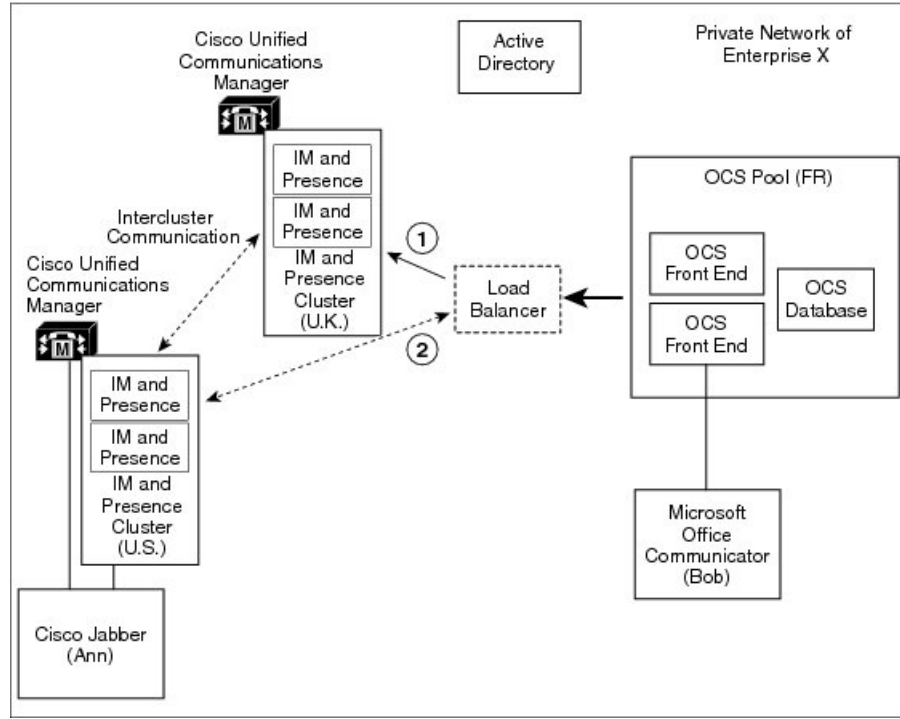 Cisco Unified
Communications
Manager
M
Active
Directory
Private Network of
Enterprise X
IM and
Presence
IM and
Presence
IM and
Presence
Cluster
(U.K.)
Intercluster
Communication
1
2
Load
Balancer
OCS Pool (FR)
OCS
Front End
OCS
Front End
OCS
Database
Cisco Unified
Communications
Manager
M
IM and
Presence
IM and
Presence
IM and
Presence
Cluster
(U.S.)
Microsoft
Office
Communicator
(Bob)
Cisco Jabber
(Ann)